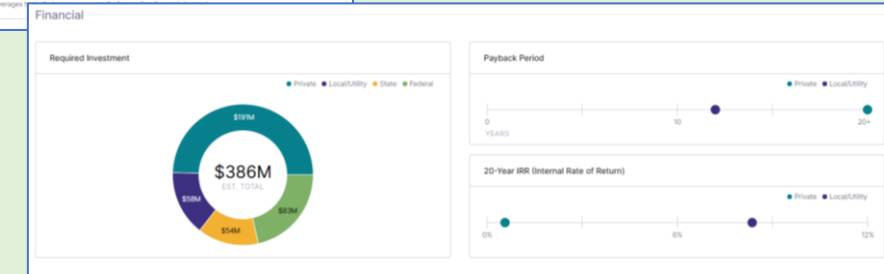 Financial
Required Investment
Private Local/Utility State Federal
$191M
$386M
EST. TOTAL
$58M
$83M
$54M
Payback Period
Private Local/Utility
0 10 20+
YEARS
20-Year IRR (Internal Rate of Return)
Private Local/Utility
0% 6% 12%